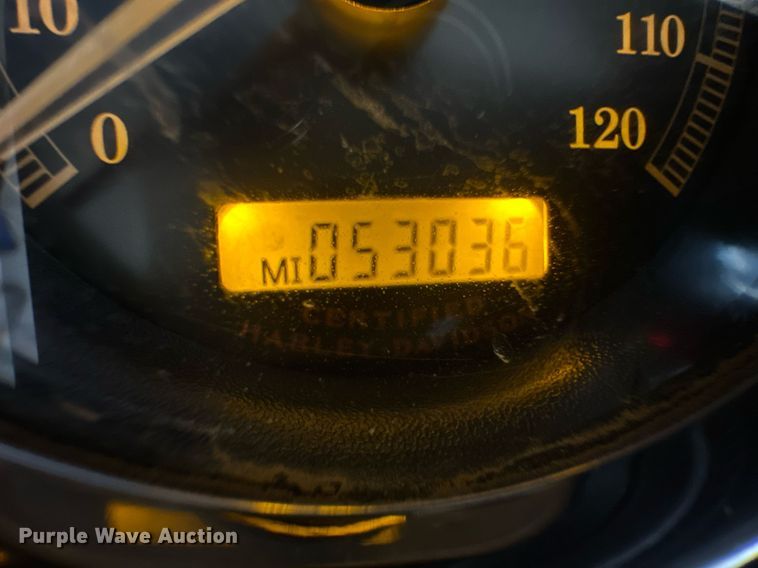 10
110
0
120
MI 053036
CERTIFIED
HARLEY DAVIDSON
Purple Wave Auction